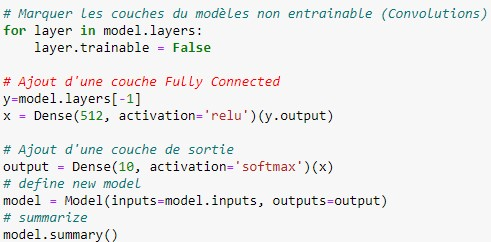 # Marquer les couches du modèles non entrainable (Convolutions)
for layer in model.layers:
    layer.trainable = False
# Ajout d'une couche Fully Connected
y=model.layers[-1]
x = Dense(512, activation='relu')(y.output)
# Ajout d'une couche de sortie
output = Dense(10, activation='softmax')(x)
# define new model
model = Model(inputs=model.inputs, outputs=output)
# summarize
model.summary()